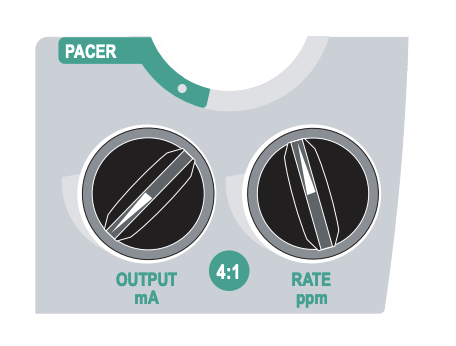 PACER
OUTPUT
mA
4:1
RATE
ppm